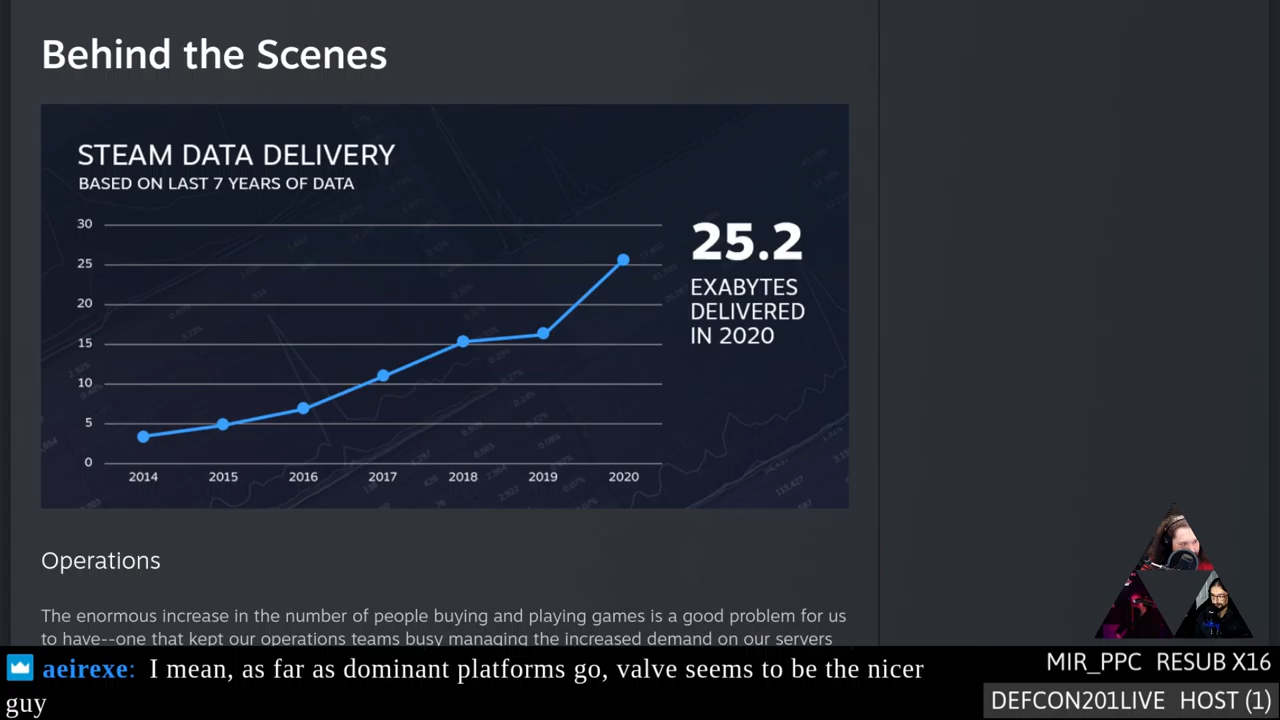 Behind the Scenes
STEAM DATA DELIVERY
BASED ON LAST 7 YEARS OF DATA
30
25
20
15
10
5
0
2014 2015 2016 2017 2018 2019 2020
25.2
EXABYTES
DELIVERED
IN 2020
Operations
The enormous increase in the number of people buying and playing games is a good problem for us
to have--one that kept our operations teams busy managing the increased demand on our servers
aeirexe: I mean, as far as dominant platforms go, valve seems to be the nicer
guy
MIR_PPC RESUB X16
DEFCON201LIVE HOST (1)